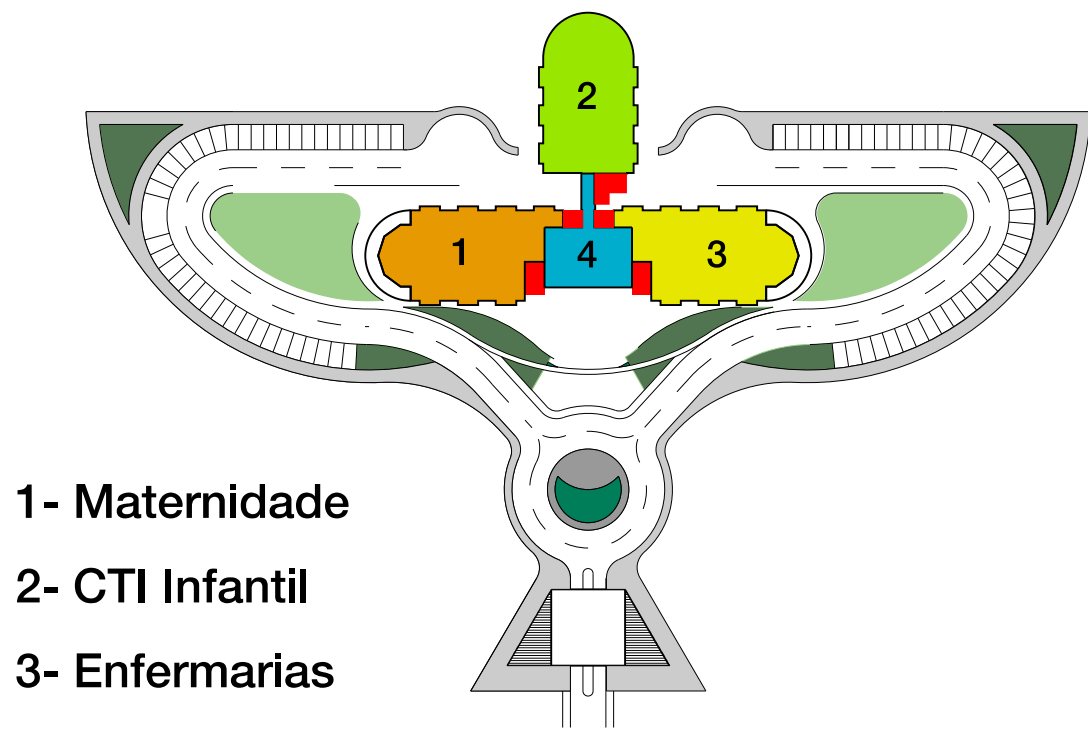 2
1
4
3
1- Maternidade
2- CTI Infantil
3- Enfermarias